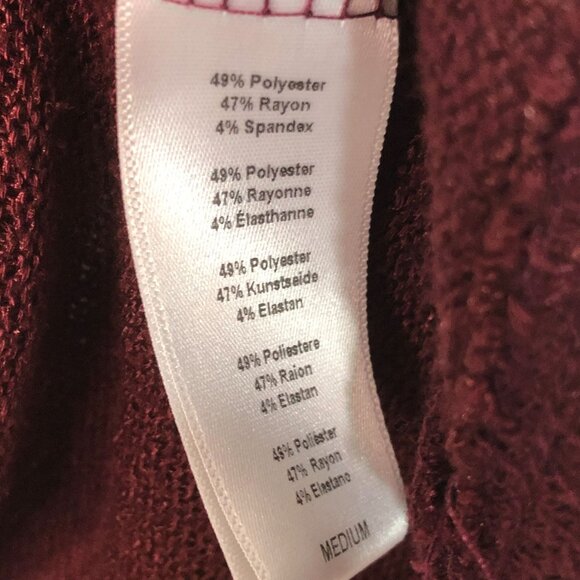 49% Polyester
47% Rayon
4% Spandex
49% Polyester
47% Rayonne
4% Élasthanne
49% Polyester
47% Kunstseide
4% Elastan
49% Poliestere
47% Raion
4% Elastan
49% Poliéster
47% Rayon
4% Elastano
MEDIUM